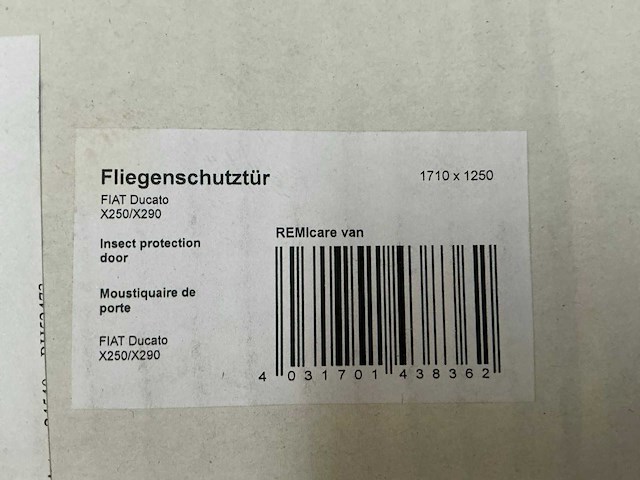 Fliegenschutztür
1710 x 1250
FIAT Ducato
X250/X290
REMIcare van
Insect protection
door
Moustiquaire de
porte
FIAT Ducato
X250/X290
4 031701 438362